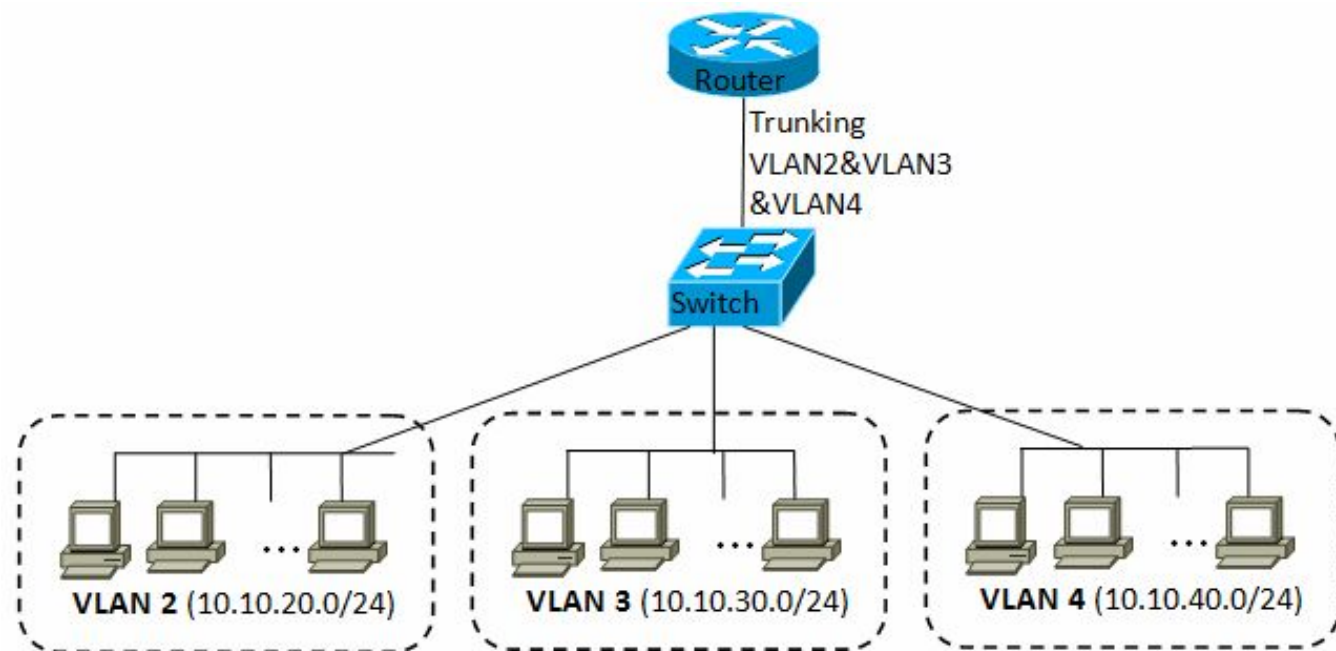 Router
Trunking
VLAN2&VLAN3
&VLAN4
Switch
VLAN 2 (10.10.20.0/24)
VLAN 3 (10.10.30.0/24)
VLAN 4 (10.10.40.0/24)